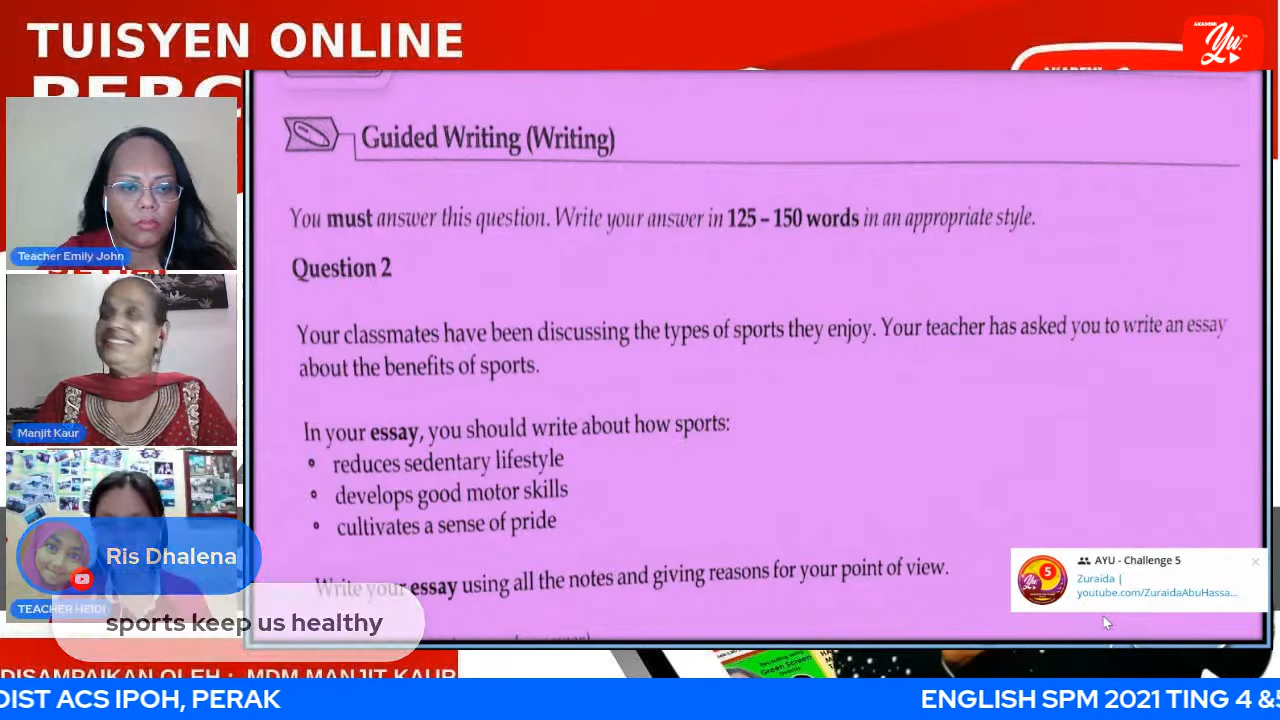 TUISYEN ONLINE
AKADEMI
Yu.
Teacher Emily John
Manjit Kaur
TEACHER HEIDI
Guided Writing (Writing)
You must answer this question. Write your answer in 125 – 150 words in an appropriate style.
Question 2
Your classmates have been discussing the types of sports they enjoy. Your teacher has asked you to write an essay
about the benefits of sports.
In your essay, you should write about how sports:
• reduces sedentary lifestyle
• develops good motor skills
• cultivates a sense of pride
Write your essay using all the notes and giving reasons for your point of view.
Ris Dhalena
sports keep us healthy
5
AYU - Challenge 5
Zuraida |
youtube.com/ZuraidaAbuHassa...
Green Screen
DISAMPAIKAN OLEH : MDM MANJIT KAUR
DIST ACS IPOH, PERAK
ENGLISH SPM 2021 TING 4 &5